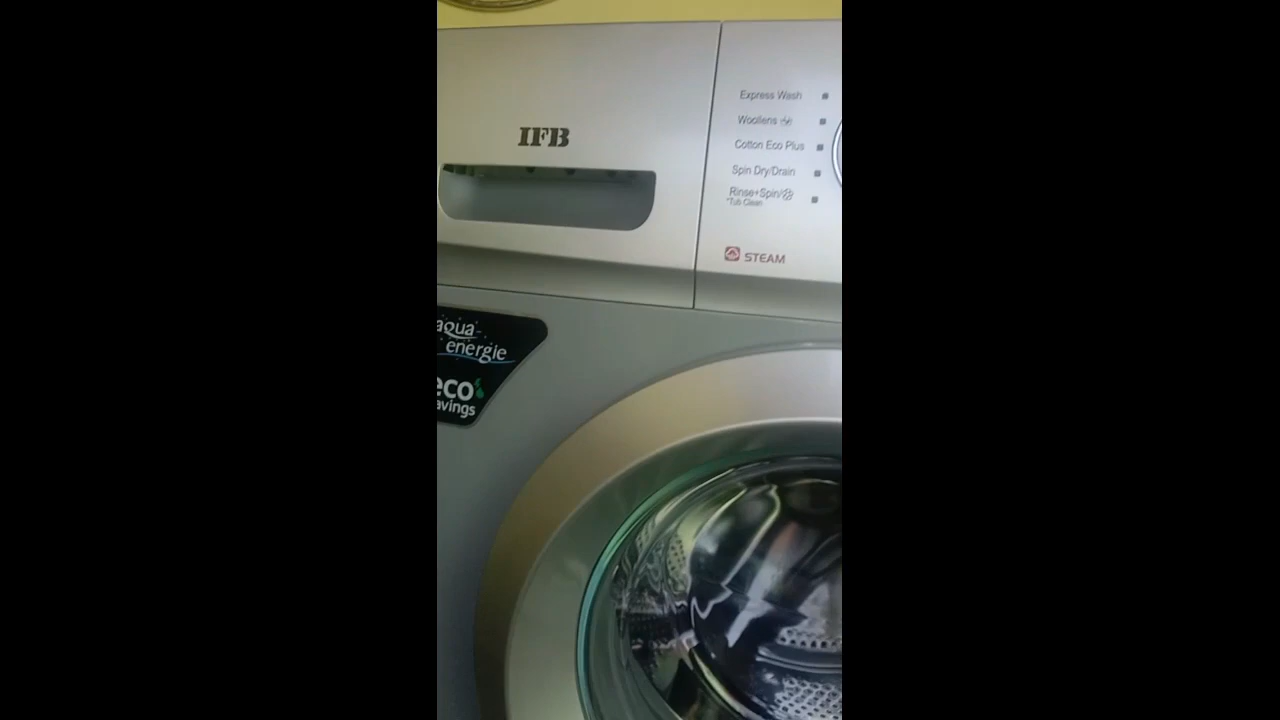 IFB
Express Wash
Woollens
Cotton Eco Plus
Spin Dry/Drain
Rinse+Spin/
*Tub Clean
STEAM
aqua-
energie
eco
avings